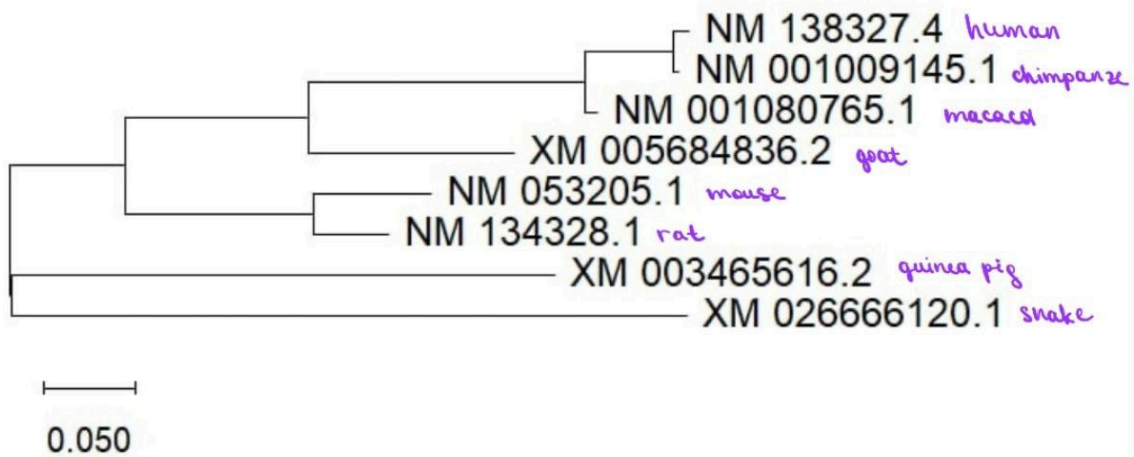 NM 138327.4 human
NM 001009145.1 chimpanze
NM 001080765.1 macacd
XM 005684836.2 goat
NM 053205.1 mouse
NM 134328.1 rat
XM 003465616.2 guinea pig
XM 026666120.1 snake
0.050